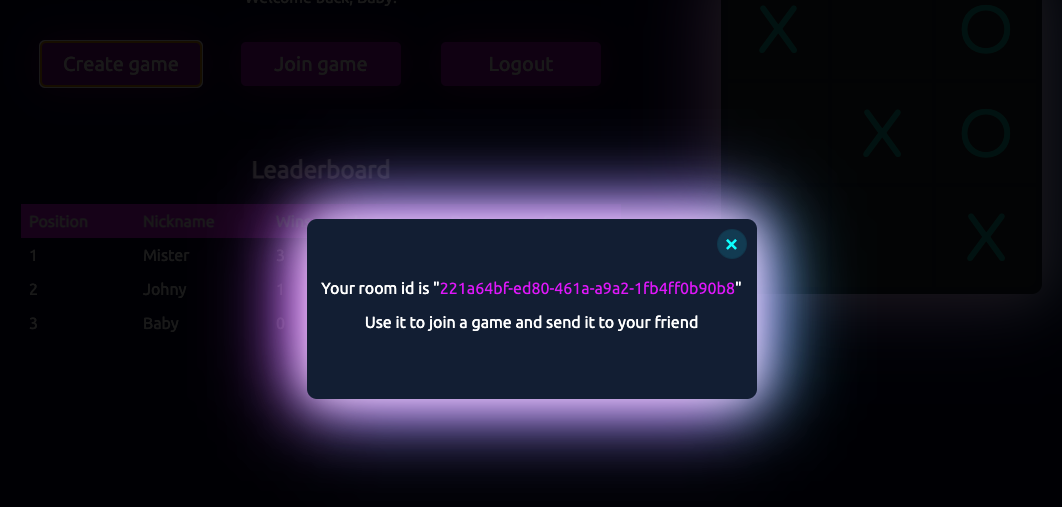 Welcome back, Baby!
Create game
Join game
Logout
Leaderboard
Position Nickname
1 Mister 3
2 Johny 1
3 Baby 0
Your room id is "221a64bf-ed80-461a-a9a2-1fb4ff0b90b8"
Use it to join a game and send it to your friend
X O
X O
X